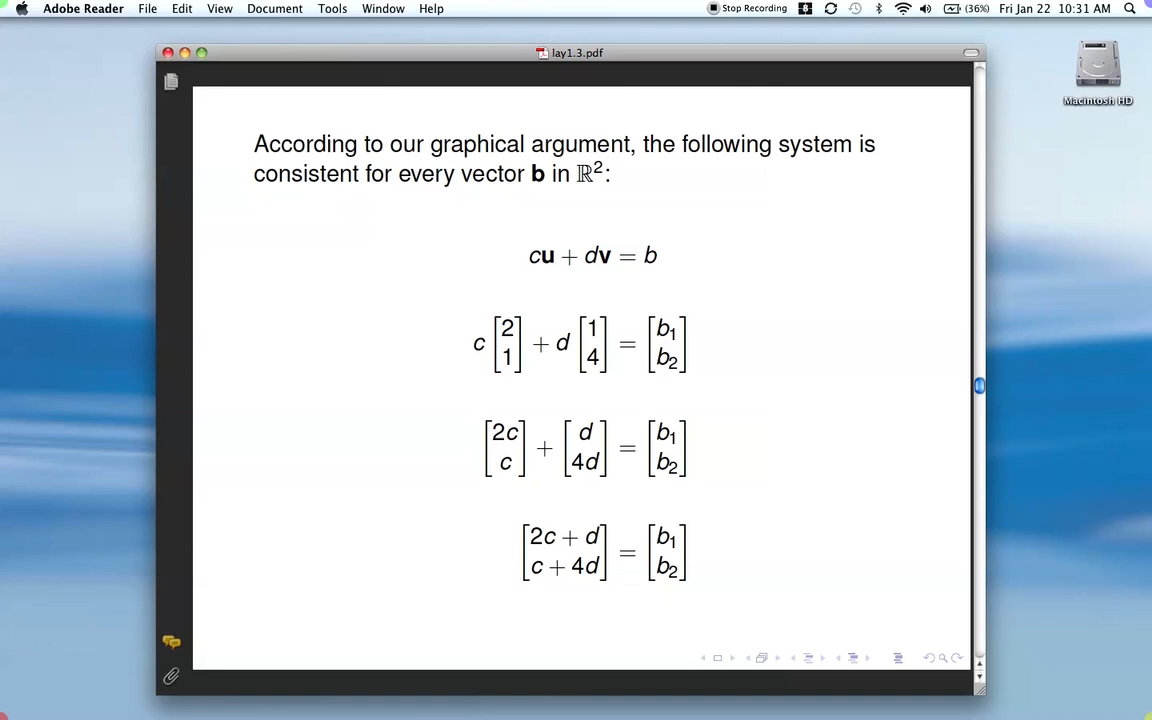 Adobe Reader File Edit View Document Tools Window Help Stop Recording (36%) Fri Jan 22 10:31 AM
lay1.3.pdf
Macintosh HD
According to our graphical argument, the following system is
consistent for every vector b in ℝ²:
cu + dv = b
c [2 1] + d [1 4] = [b₁ b₂]
[2c c] + [d 4d] = [b₁ b₂]
[2c + d c + 4d] = [b₁ b₂]